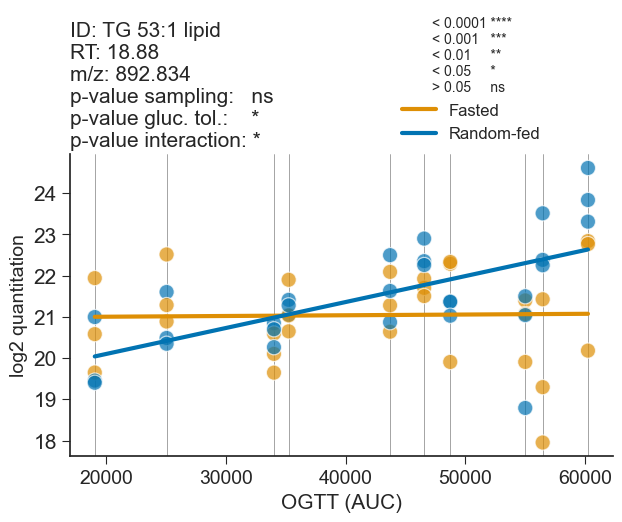 ID: TG 53:1 lipid
RT: 18.88
m/z: 892.834
p-value sampling: ns
p-value gluc. tol.: *
p-value interaction: *
< 0.0001 ****
< 0.001 ***
< 0.01 **
< 0.05 *
> 0.05 ns
Fasted
Random-fed
log2 quantitation
24
23
22
21
20
19
18
20000 30000 40000 50000 60000
OGTT (AUC)